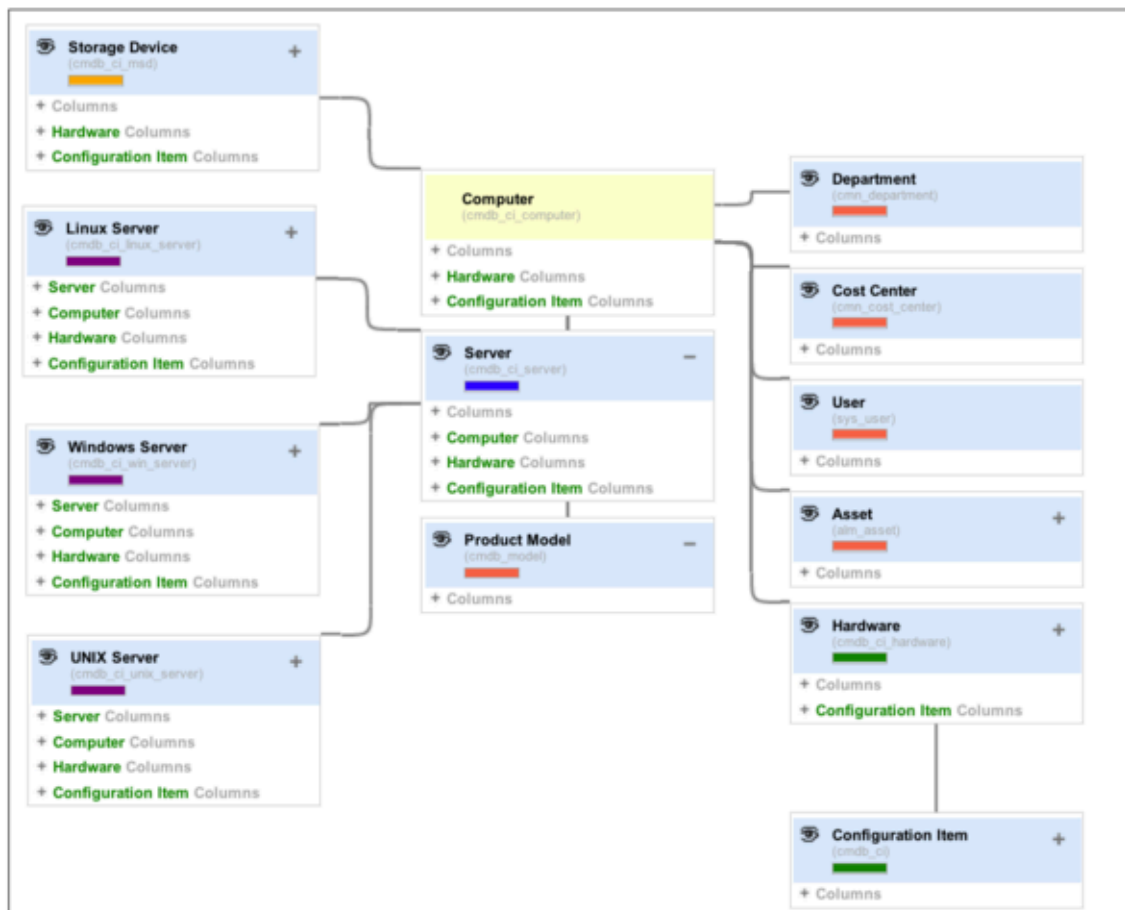 Storage Device
(cmdb_ci_msd)
+ Columns
+ Hardware Columns
+ Configuration Item Columns
Linux Server
(cmdb_ci_linux_server)
+ Server Columns
+ Computer Columns
+ Hardware Columns
+ Configuration Item Columns
Windows Server
(cmdb_ci_win_server)
+ Server Columns
+ Computer Columns
+ Hardware Columns
+ Configuration Item Columns
UNIX Server
(cmdb_ci_unix_server)
+ Server Columns
+ Computer Columns
+ Hardware Columns
+ Configuration Item Columns
Computer
(cmdb_ci_computer)
+ Columns
+ Hardware Columns
+ Configuration Item Columns
Server
(cmdb_ci_server)
+ Columns
+ Computer Columns
+ Hardware Columns
+ Configuration Item Columns
Product Model
(cmdb_model)
+ Columns
Department
(cmn_department)
+ Columns
Cost Center
(cmn_cost_center)
+ Columns
User
(sys_user)
+ Columns
Asset
(alm_asset)
+ Columns
Hardware
(cmdb_ci_hardware)
+ Columns
+ Configuration Item Columns
Configuration Item
(cmdb_ci)
+ Columns